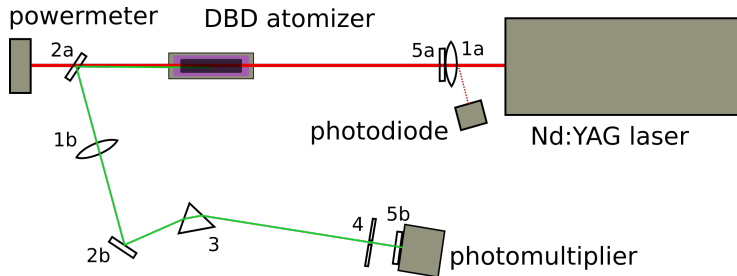 powermeter
DBD atomizer
2a
5a
1a
photodiode
Nd:YAG laser
1b
2b
3
4
5b
photomultiplier